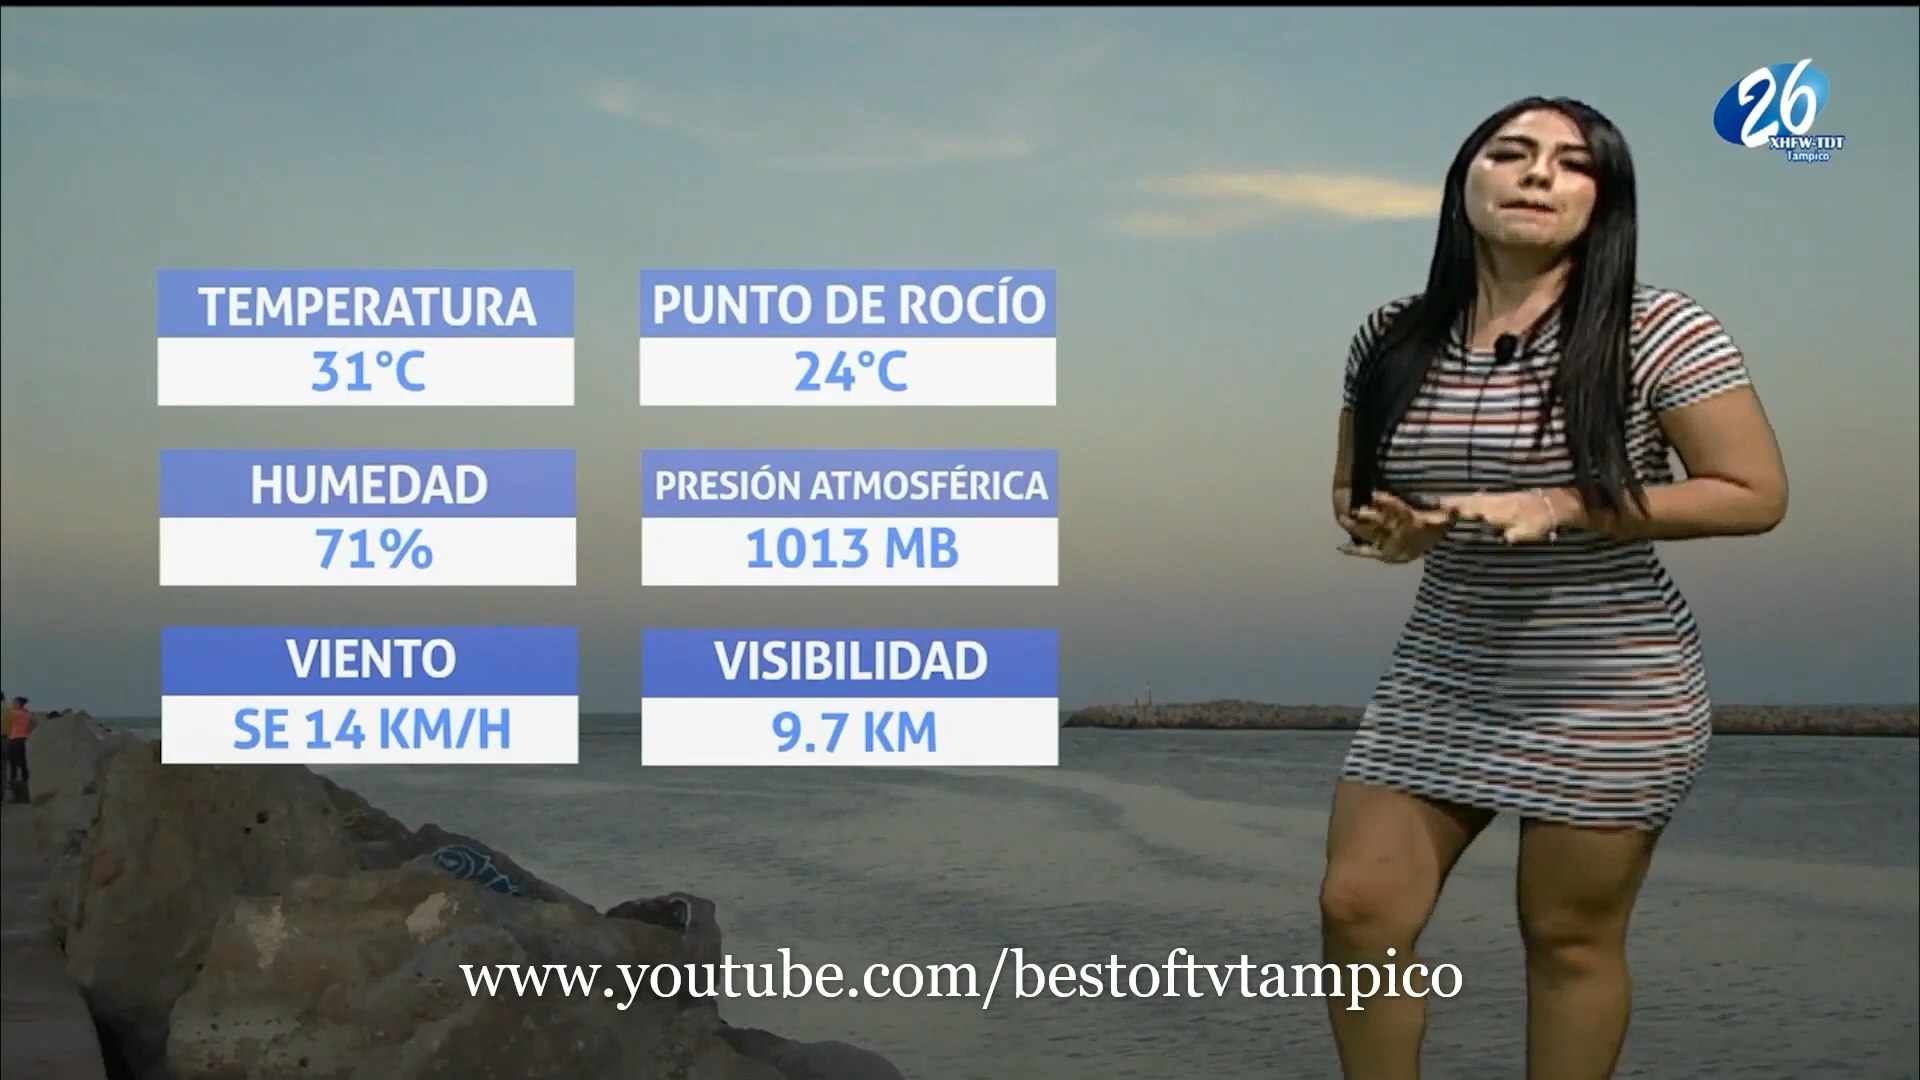 26
XHFW-TDT
Tampico
TEMPERATURA
31°C
PUNTO DE ROCÍO
24°C
HUMEDAD
71%
PRESIÓN ATMOSFÉRICA
1013 MB
VIENTO
SE 14 KM/H
VISIBILIDAD
9.7 KM
www.youtube.com/bestoftvtampico